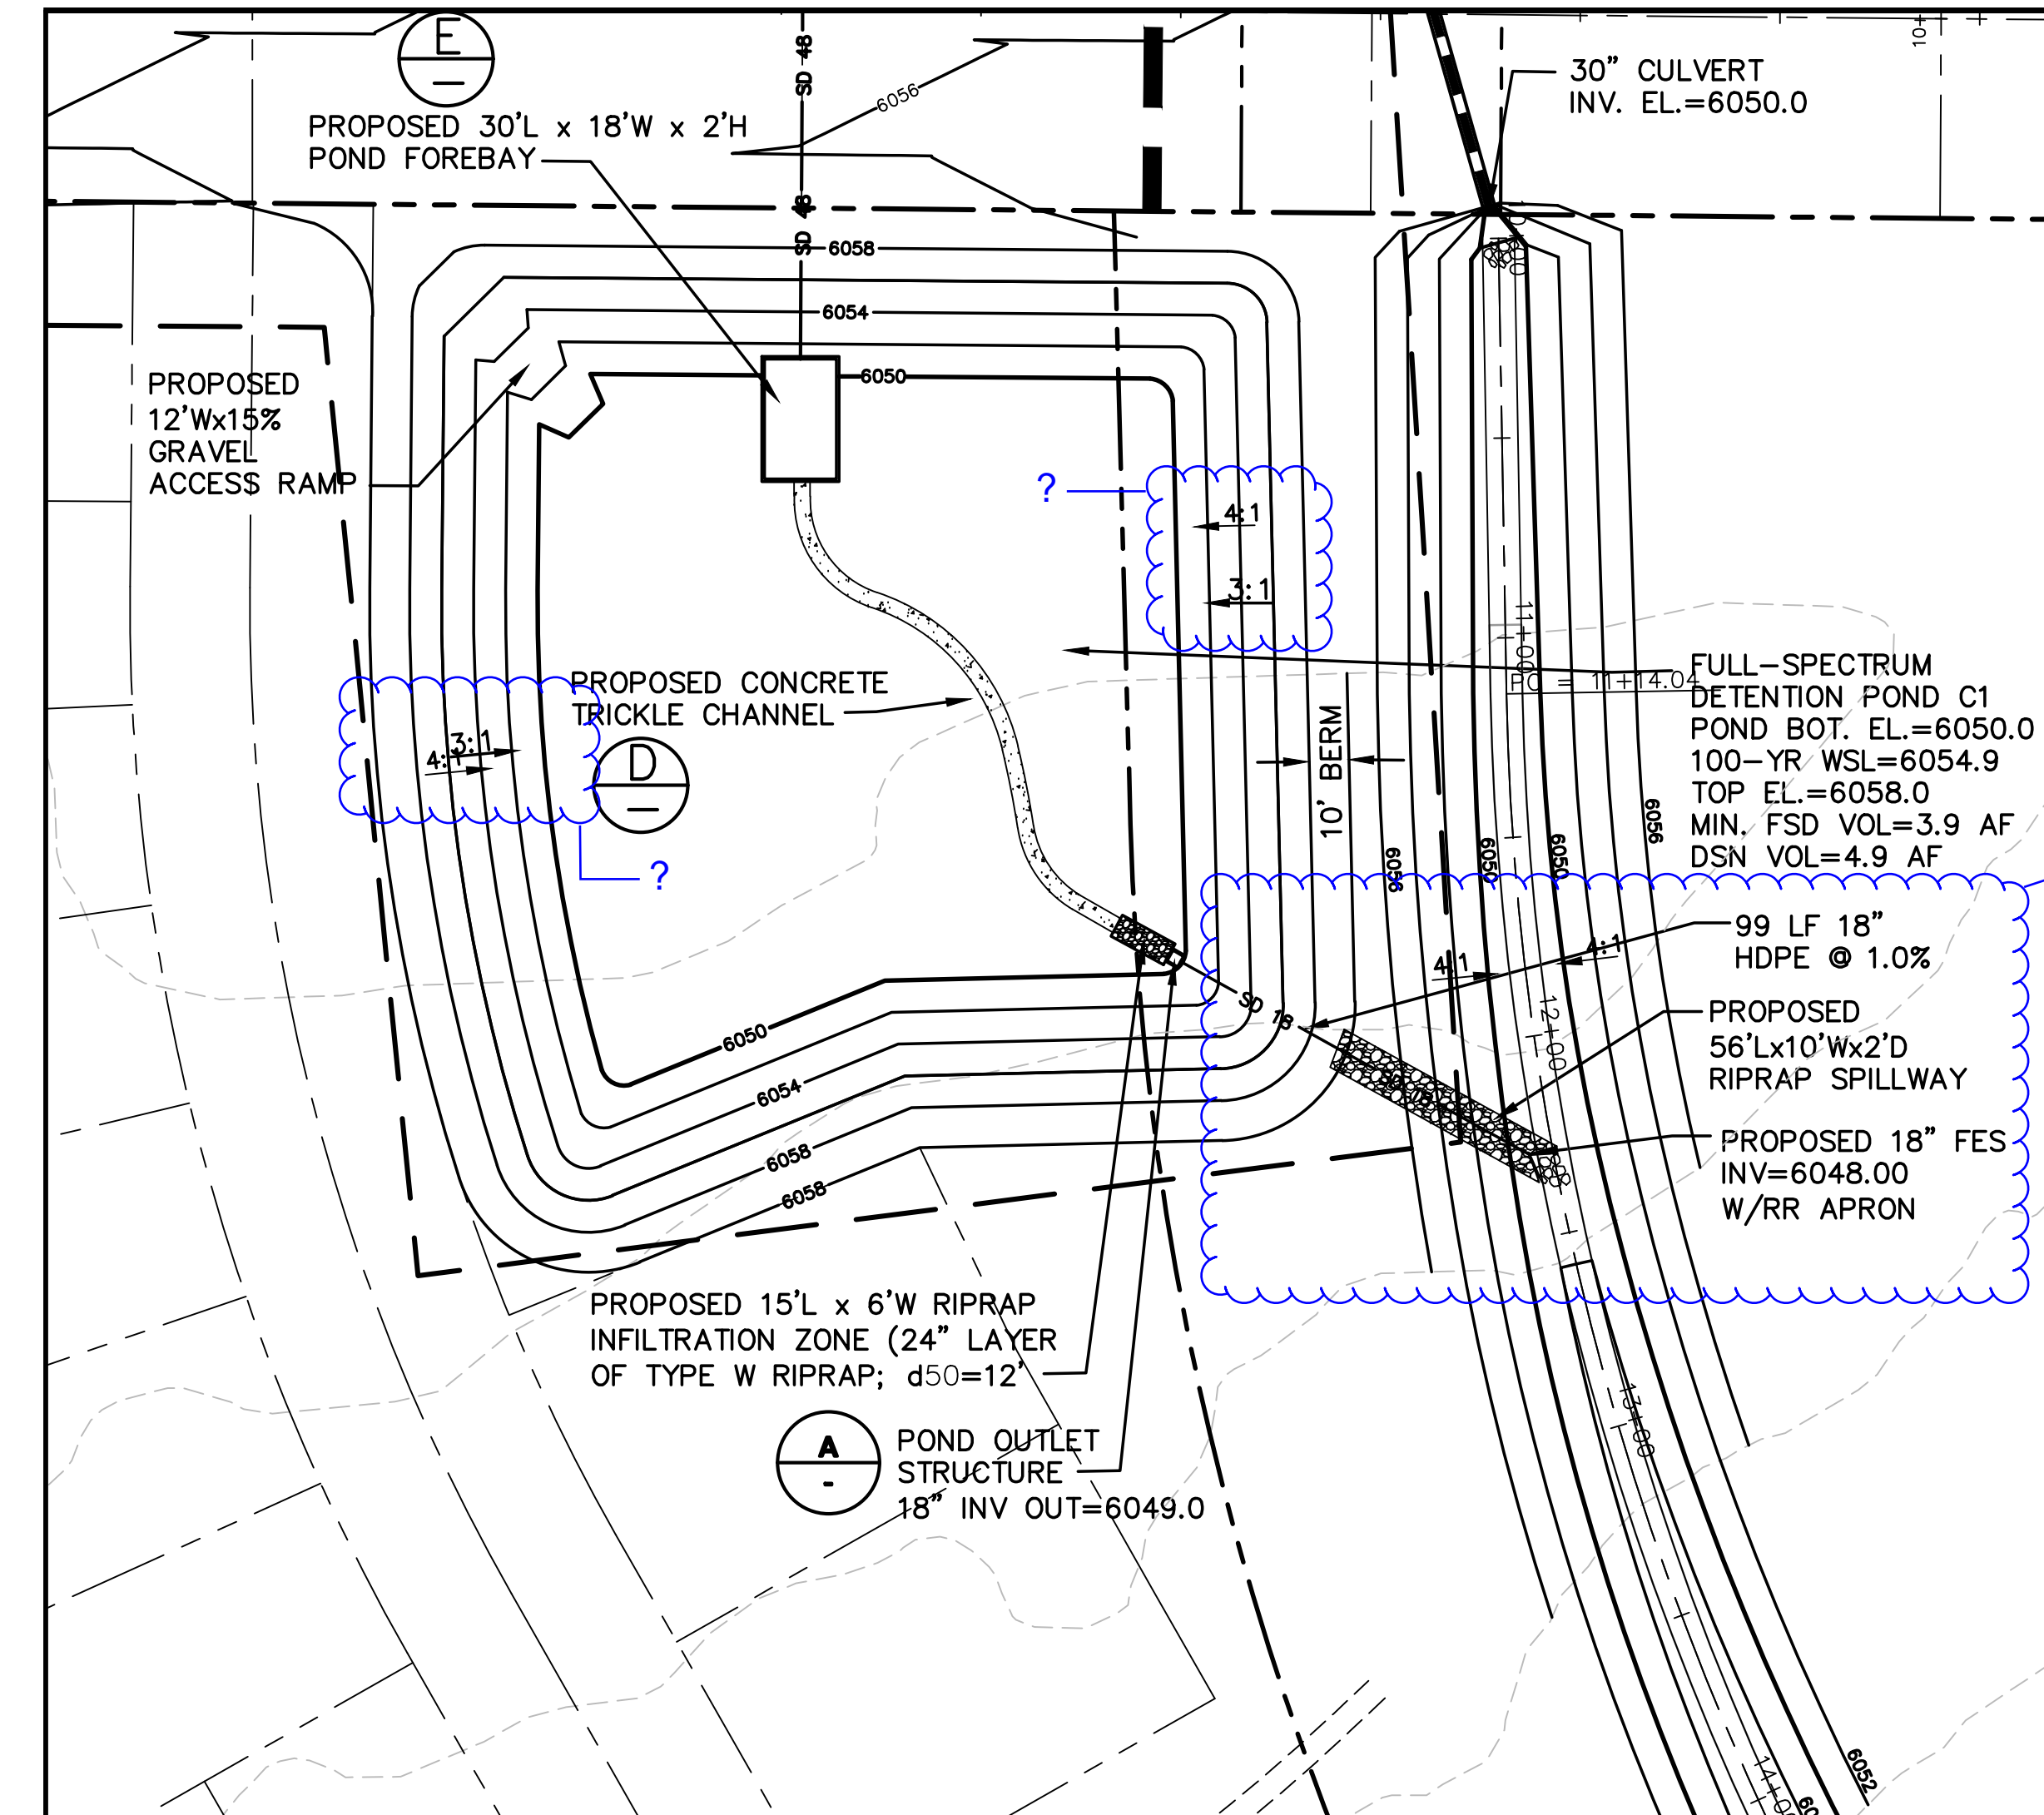 E
—
SD 48
10+
30" CULVERT
INV. EL.=6050.0
6056
PROPOSED 30'L x 18'W x 2'H
POND FOREBAY
SD 48
6058
6054
6050
PROPOSED
12'Wx15%
GRAVEL
ACCESS RAMP
?
4:1
3:1
11+00
PC = 11+14.04
PROPOSED CONCRETE
TRICKLE CHANNEL
3:1
4:1
D
—
?
10' BERM
FULL-SPECTRUM
DETENTION POND C1
POND BOT. EL.=6050.0
100-YR WSL=6054.9
TOP EL.=6058.0
MIN. FSD VOL=3.9 AF
DSN VOL=4.9 AF
6056
6050
6050
6056
99 LF 18"
HDPE @ 1.0%
4:1
4:1
SD 18
12+00
PROPOSED
56'Lx10'Wx2'D
RIPRAP SPILLWAY
6050
6054
6058
6058
PROPOSED 18" FES
INV=6048.00
W/RR APRON
PROPOSED 15'L x 6'W RIPRAP
INFILTRATION ZONE (24" LAYER
OF TYPE W RIPRAP; d50=12'
13+00
A
-
POND OUTLET
STRUCTURE
18" INV OUT=6049.0
6052